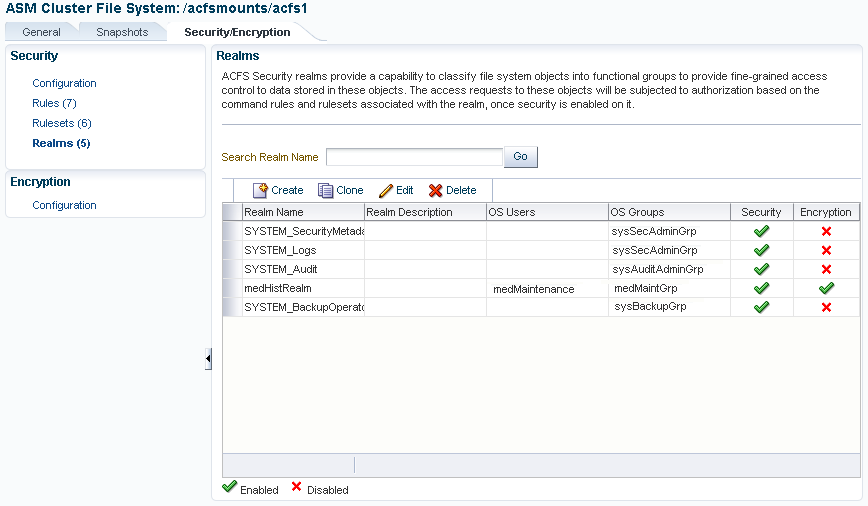 ASM Cluster File System: /acfsmounts/acfs1
General Snapshots Security/Encryption
Security
Configuration
Rules (7)
Rulesets (6)
Realms (5)
Encryption
Configuration
Realms
ACFS Security realms provide a capability to classify file system objects into functional groups to provide fine-grained access
control to data stored in these objects. The access requests to these objects will be subjected to authorization based on the
command rules and rulesets associated with the realm, once security is enabled on it.
Search Realm Name Go
Create Clone Edit Delete
Realm Name Realm Description OS Users OS Groups Security Encryption
SYSTEM_SecurityMetada sysSecAdminGrp
SYSTEM_Logs sysSecAdminGrp
SYSTEM_Audit sysAuditAdminGrp
medHistRealm medMaintenance medMaintGrp
SYSTEM_BackupOperato sysBackupGrp
Enabled Disabled